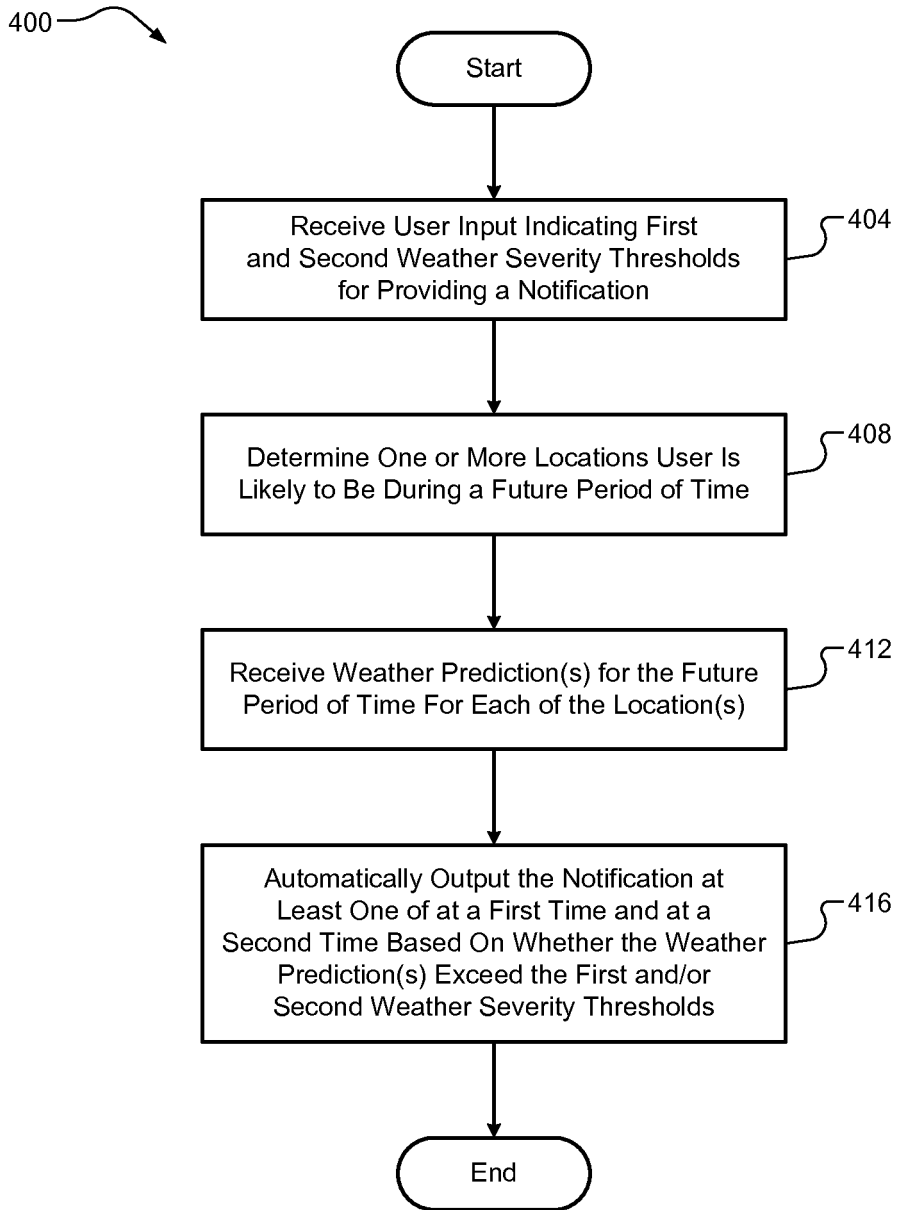 400
Start
Receive User Input Indicating First
and Second Weather Severity Thresholds
for Providing a Notification
404
Determine One or More Locations User Is
Likely to Be During a Future Period of Time
408
Receive Weather Prediction(s) for the Future
Period of Time For Each of the Location(s)
412
Automatically Output the Notification at
Least One of at a First Time and at a
Second Time Based On Whether the Weather
Prediction(s) Exceed the First and/or
Second Weather Severity Thresholds
416
End